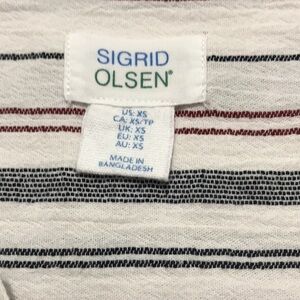 SIGRID
OLSEN®
US: XS
CA: XS/TP
UK: XS
EU: XS
AU: XS
MADE IN
BANGLADESH